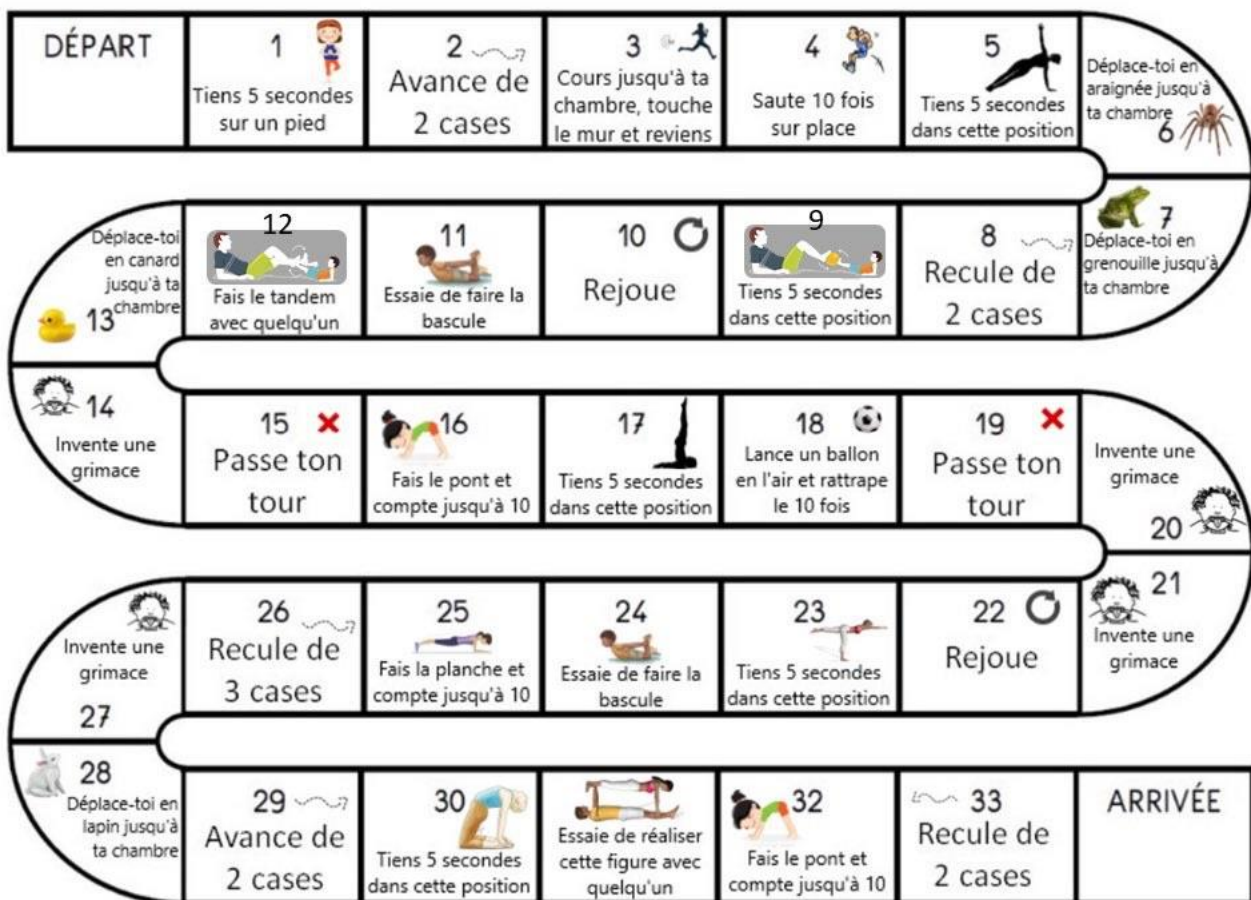 DÉPART
1
Tiens 5 secondes
sur un pied
2
Avance de
2 cases
3
Cours jusqu'à ta
chambre, touche
le mur et reviens
4
Saute 10 fois
sur place
5
Tiens 5 secondes
dans cette position
Déplace-toi en
araignée jusqu'à
ta chambre
6
7
Déplace-toi en
grenouille jusqu'à
ta chambre
8
Recule de
2 cases
9
Tiens 5 secondes
dans cette position
10
Rejoue
11
Essaie de faire la
bascule
12
Fais le tandem
avec quelqu'un
Déplace-toi
en canard
jusqu'à ta
chambre
13
14
Invente une
grimace
15
Passe ton
tour
16
Fais le pont et
compte jusqu'à 10
17
Tiens 5 secondes
dans cette position
18
Lance un ballon
en l'air et rattrape
le 10 fois
19
Passe ton
tour
Invente une
grimace
20
21
Invente une
grimace
22
Rejoue
23
Tiens 5 secondes
dans cette position
24
Essaie de faire la
bascule
25
Fais la planche et
compte jusqu'à 10
26
Recule de
3 cases
Invente une
grimace
27
28
Déplace-toi en
lapin jusqu'à
ta chambre
29
Avance de
2 cases
30
Tiens 5 secondes
dans cette position
Essaie de réaliser
cette figure avec
quelqu'un
32
Fais le pont et
compte jusqu'à 10
33
Recule de
2 cases
ARRIVÉE